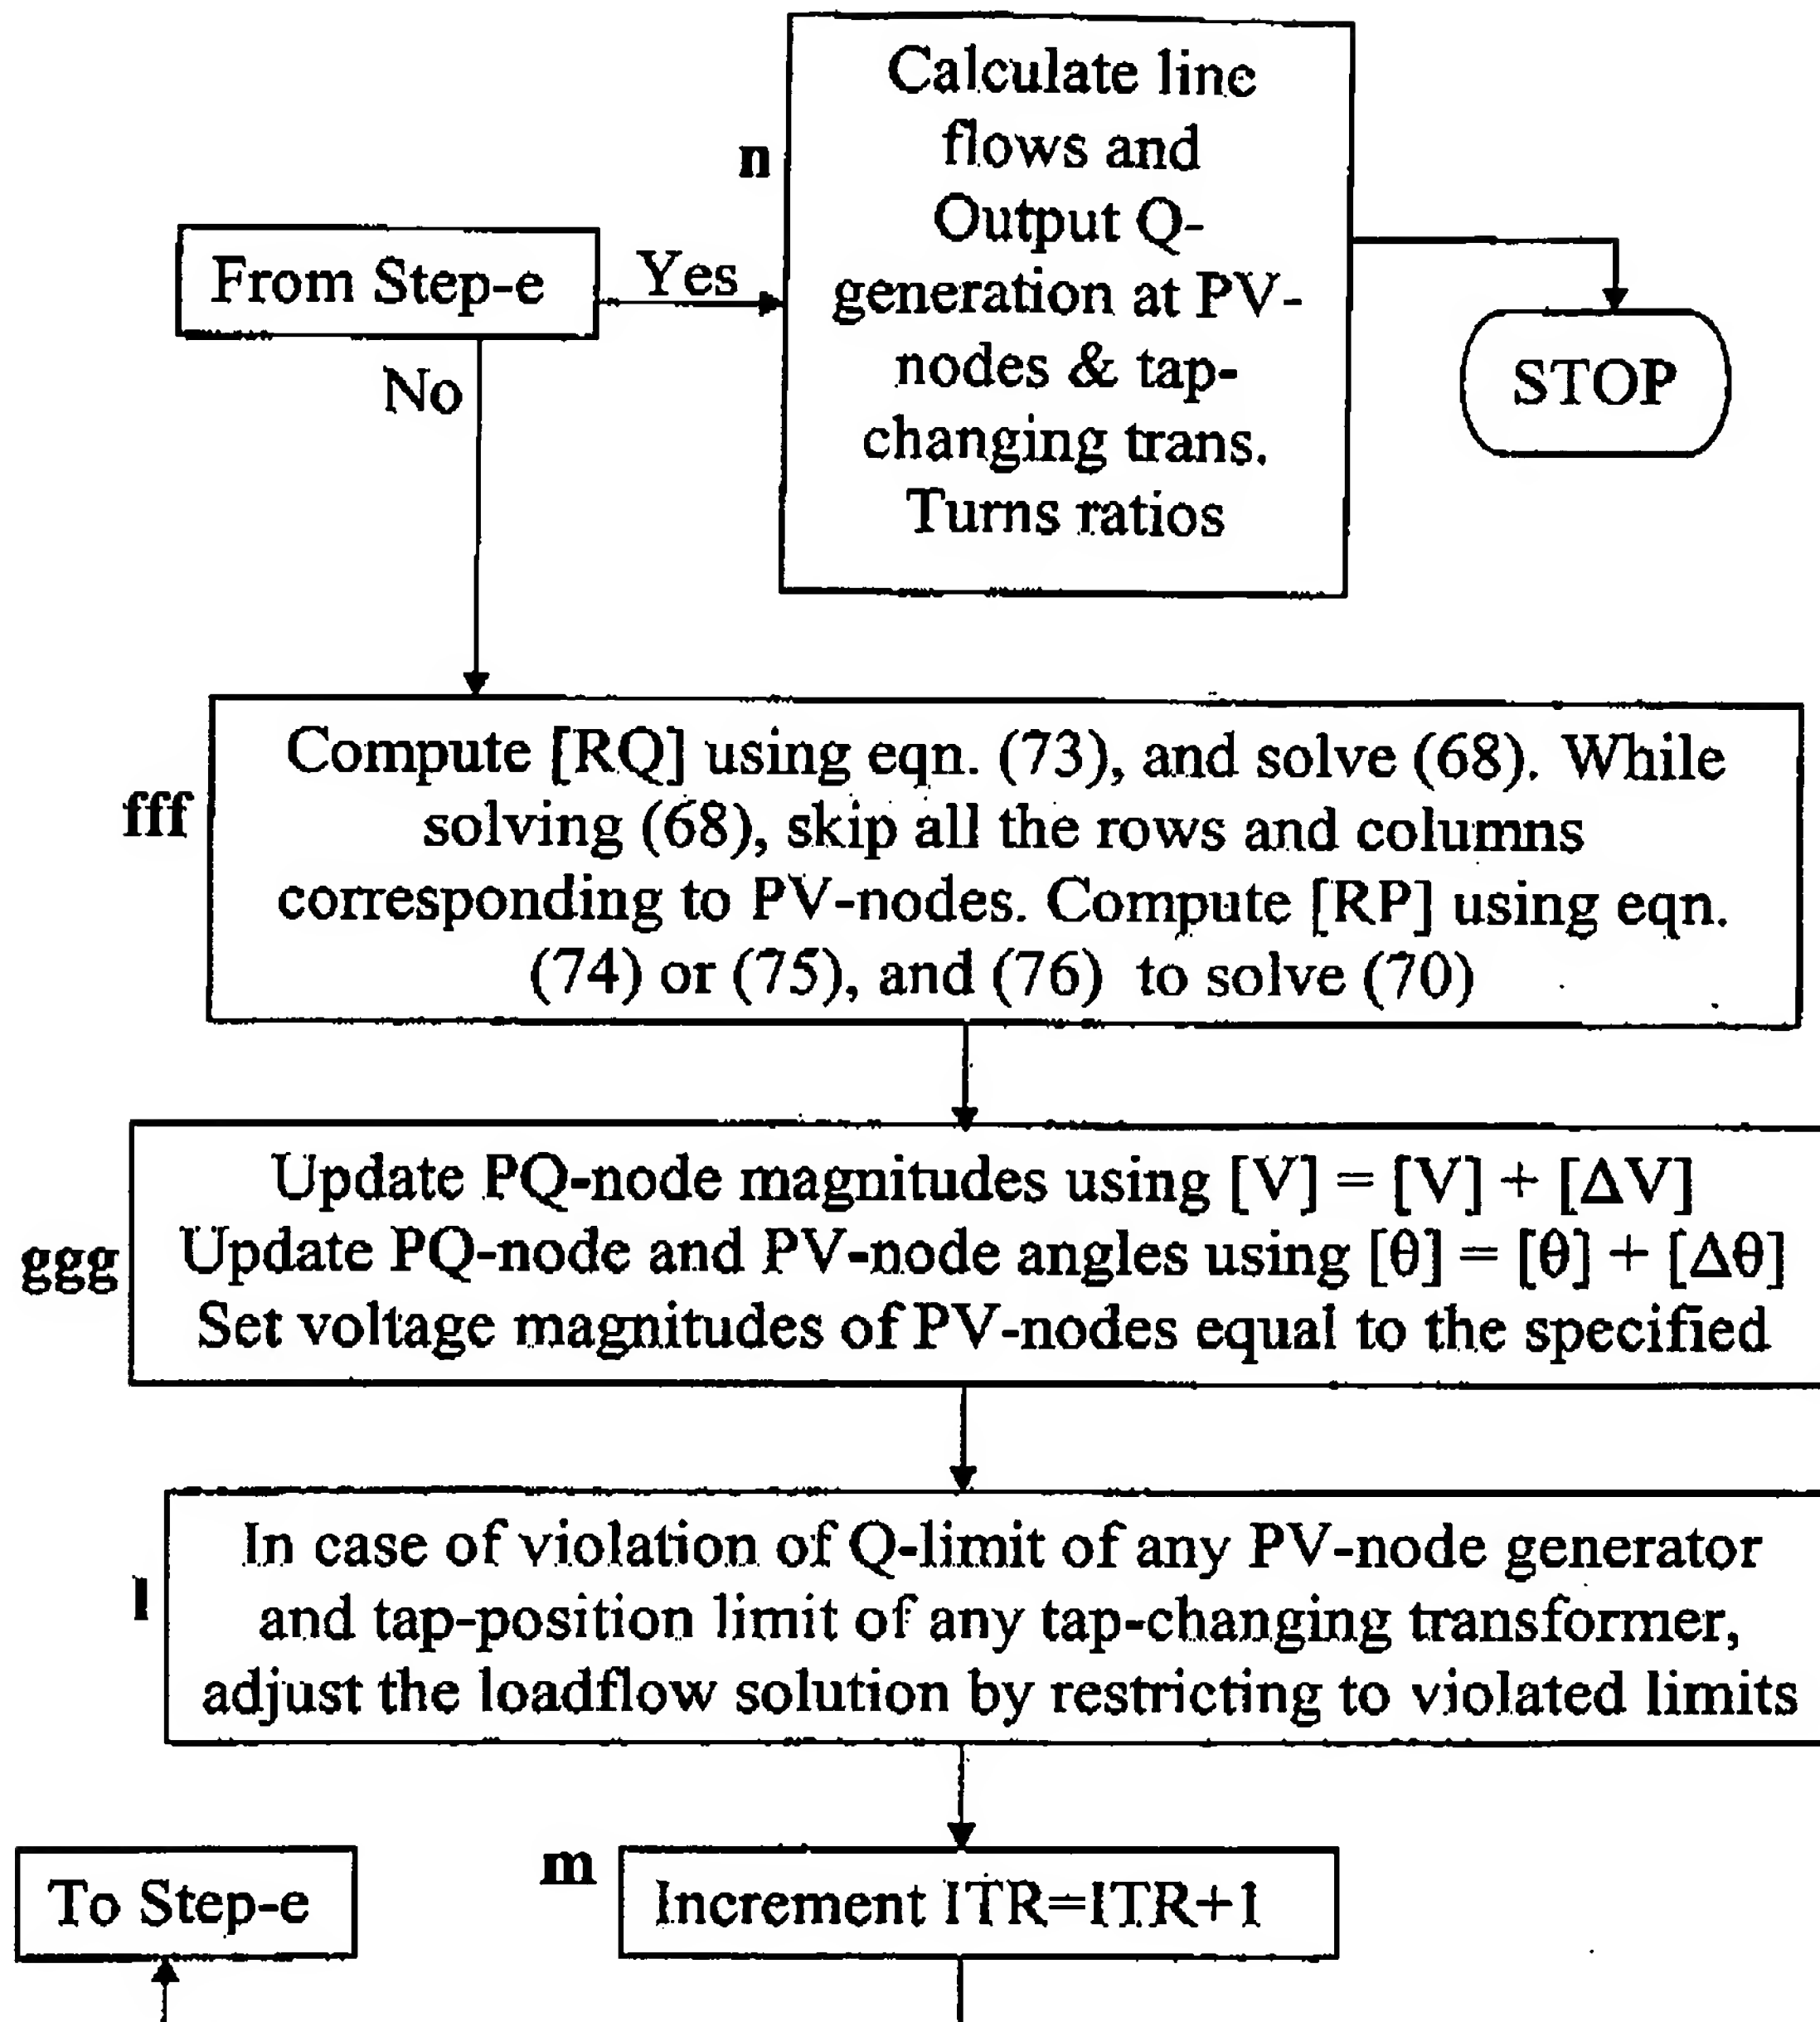 Calculate line
flows and
Output Q-
generation at PV-
nodes & tap-
changing trans.
Turns ratios
n
From Step-e
Yes
STOP
No
Compute [RQ] using eqn. (73), and solve (68). While
solving (68), skip all the rows and columns
corresponding to PV-nodes. Compute [RP] using eqn.
(74) or (75), and (76) to solve (70)
fff
Update PQ-node magnitudes using [V] = [V] + [ΔV]
Update PQ-node and PV-node angles using [θ] = [θ] + [Δθ]
Set voltage magnitudes of PV-nodes equal to the specified
ggg
In case of violation of Q-limit of any PV-node generator
and tap-position limit of any tap-changing transformer,
adjust the loadflow solution by restricting to violated limits
l
To Step-e
m
Increment ITR=ITR+1